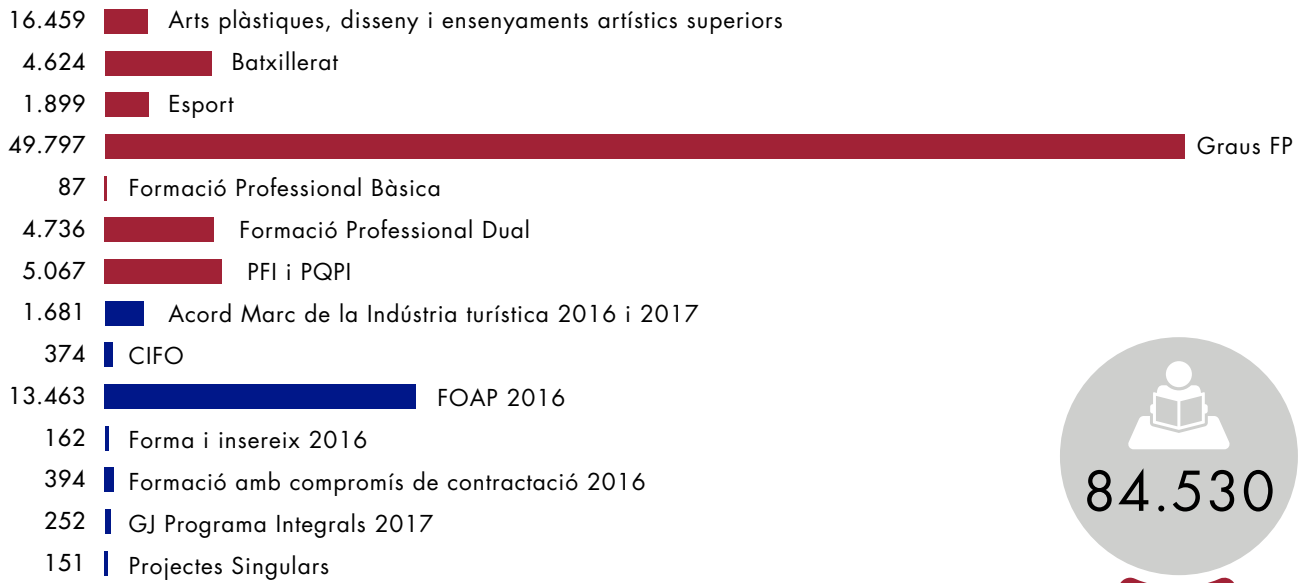 16.459 Arts plàstiques, disseny i ensenyaments artístics superiors
4.624 Batxillerat
1.899 Esport
49.797 Graus FP
87 Formació Professional Bàsica
4.736 Formació Professional Dual
5.067 PFI i PQPI
1.681 Acord Marc de la Indústria turística 2016 i 2017
374 CIFO
13.463 FOAP 2016
162 Forma i insereix 2016
394 Formació amb compromís de contractació 2016
252 GJ Programa Integrals 2017
151 Projectes Singulars
84.530